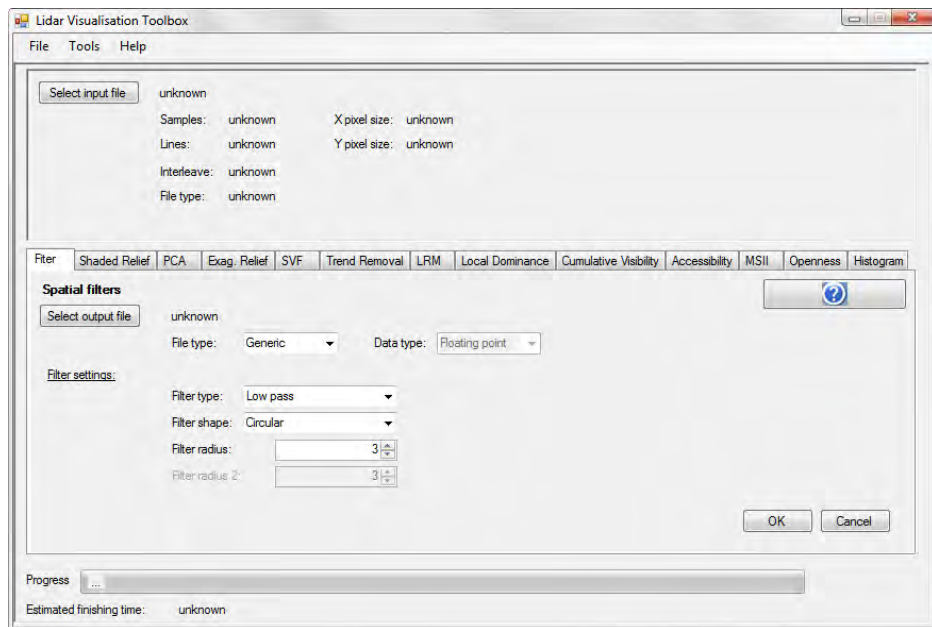 Lidar Visualisation Toolbox
File Tools Help
Select input file unknown
Samples: unknown X pixel size: unknown
Lines: unknown Y pixel size: unknown
Interleave: unknown
File type: unknown
Fiter Shaded Relief PCA Exag. Relief SVF Trend Removal LRM Local Dominance Cumulative Visibility Accessibility MSII Openness Histogram
Spatial filters ?
Select output file unknown
File type: Generic Data type: Floating point
Filter settings:
Filter type: Low pass
Filter shape: Circular
Filter radius: 3
Filter radius 2: 3
OK Cancel
Progress ...
Estimated finishing time: unknown